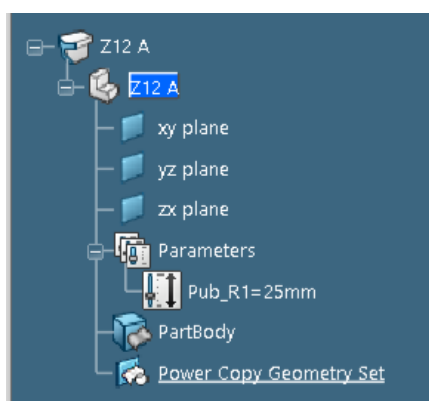 Z12 A
Z12 A
xy plane
yz plane
zx plane
Parameters
Pub_R1=25mm
PartBody
Power Copy Geometry Set